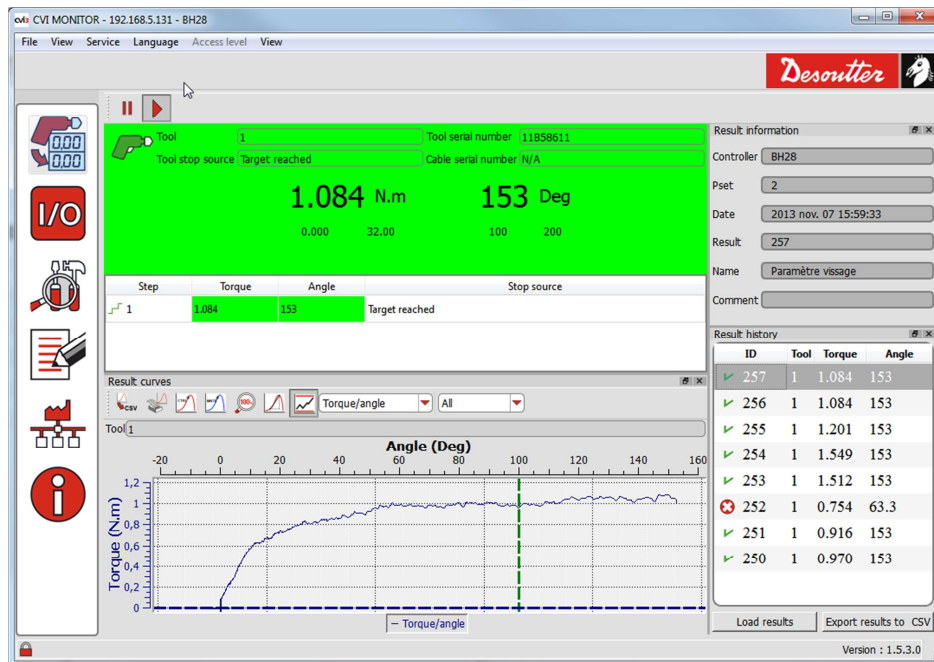 CVI MONITOR - 192.168.5.131 - BH28
File View Service Language Access level View
Desoutter
0.00
0.00
I/O
Tool 1 Tool serial number 11B58611
Tool stop source Target reached Cable serial number N/A
1.084 N.m 153 Deg
0.000 32.00 100 200
Step Torque Angle Stop source
1 1.084 153 Target reached
Result information
Controller BH28
Pset 2
Date 2013 nov. 07 15:59:33
Result 257
Name Paramètre vissage
Comment
Result history
ID Tool Torque Angle
257 1 1.084 153
256 1 1.084 153
255 1 1.201 153
254 1 1.549 153
253 1 1.512 153
252 1 0.754 63.3
251 1 0.916 153
250 1 0.970 153
Load results Export results to CSV
Result curves
CSV 100% Torque/angle All
Tool 1
Angle (Deg)
-20 0 20 40 60 80 100 120 140 160
Torque (N.m)
1,2
1
0,8
0,6
0,4
0,2
0
Torque/angle
Version : 1.5.3.0